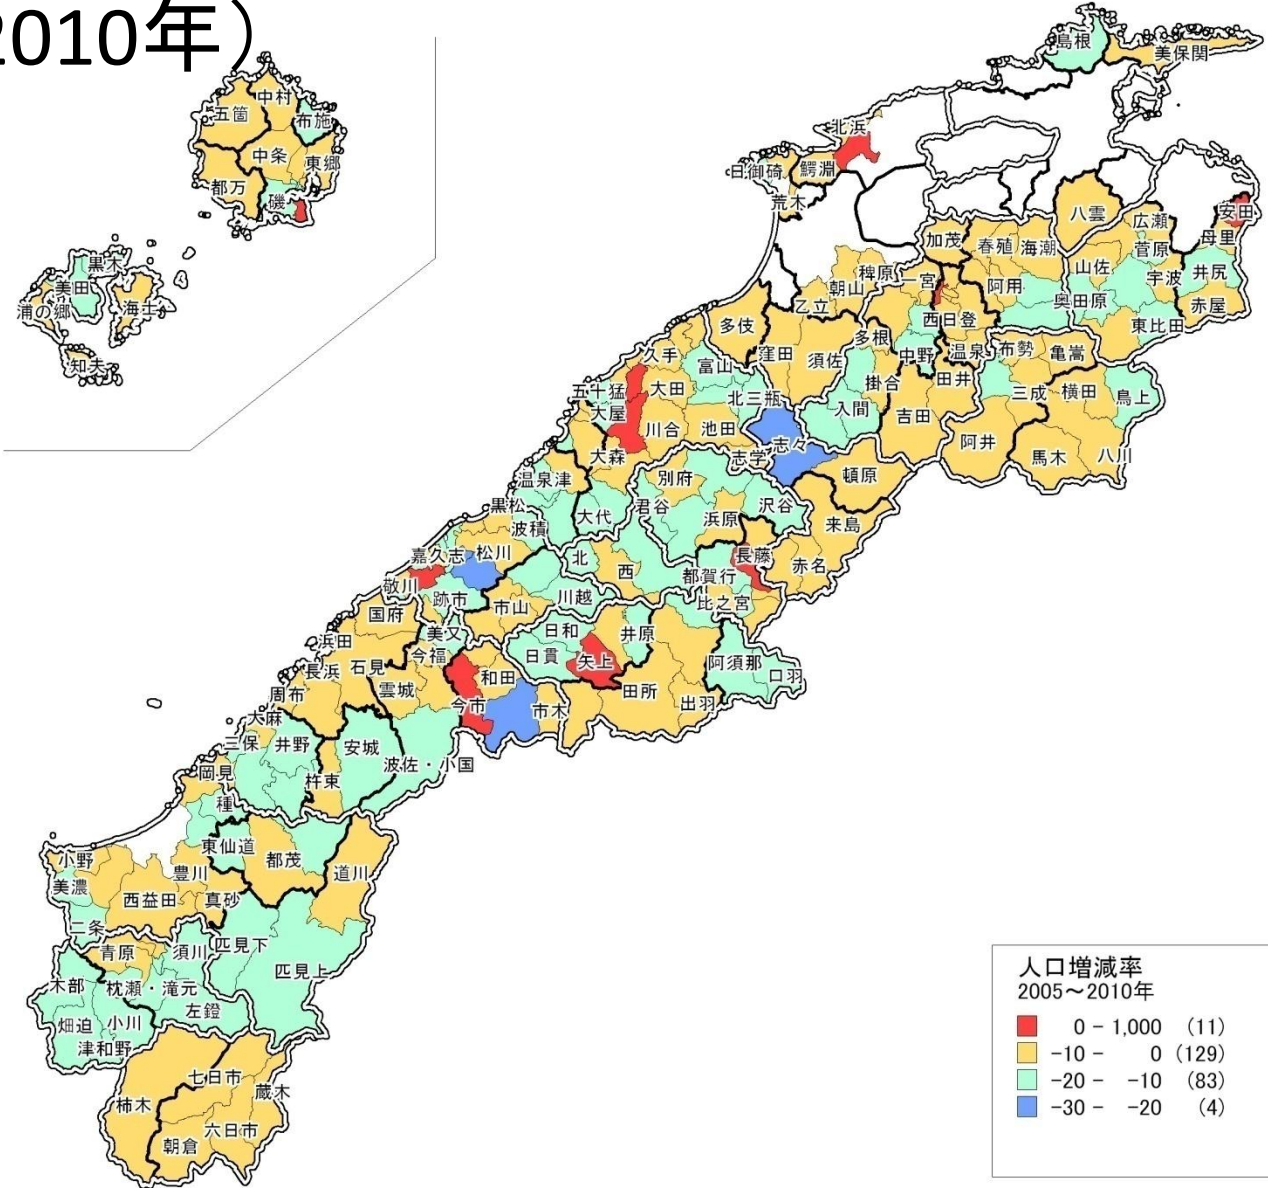 2010年）
島根
美保関
中村
五箇
布施
北浜
中条
東郷
日御碕
鰐淵
都万
磯
荒木
八雲
安田
広瀬
加茂
春殖
海潮
菅原
母里
黒木
山佐
宇波
井尻
稗原
一宮
朝山
阿用
美田
浦の郷
海士
奥田原
赤屋
乙立
西日登
東比田
多伎
多根
知夫
久手
窪田
須佐
中野
温泉
布勢
亀嵩
富山
五十猛
大田
掛合
田井
三成
横田
鳥上
大屋
北三瓶
入間
吉田
川合
池田
志々
阿井
大森
志学
馬木
八川
温泉津
別府
頓原
黒松
大代
君谷
沢谷
浜原
来島
波積
嘉久志
松川
北
西
長藤
赤名
敬川
都賀行
跡市
川越
比之宮
国府
市山
浜田
美又
日和
井原
今福
日貫
矢上
阿須那
長浜
石見
和田
口羽
周布
雲城
今市
市木
田所
出羽
大麻
三保
井野
安城
波佐・小国
岡見
杵束
種
東仙道
小野
都茂
豊川
道川
美濃
西益田
真砂
二条
青原
須川
匹見下
匹見上
木部
枕瀬・滝元
左鐙
畑迫
小川
津和野
七日市
蔵木
柿木
六日市
朝倉
人口増減率
2005～2010年
0 － 1,000 （11）
－10 － 0 （129）
－20 － －10 （83）
－30 － －20 （4）